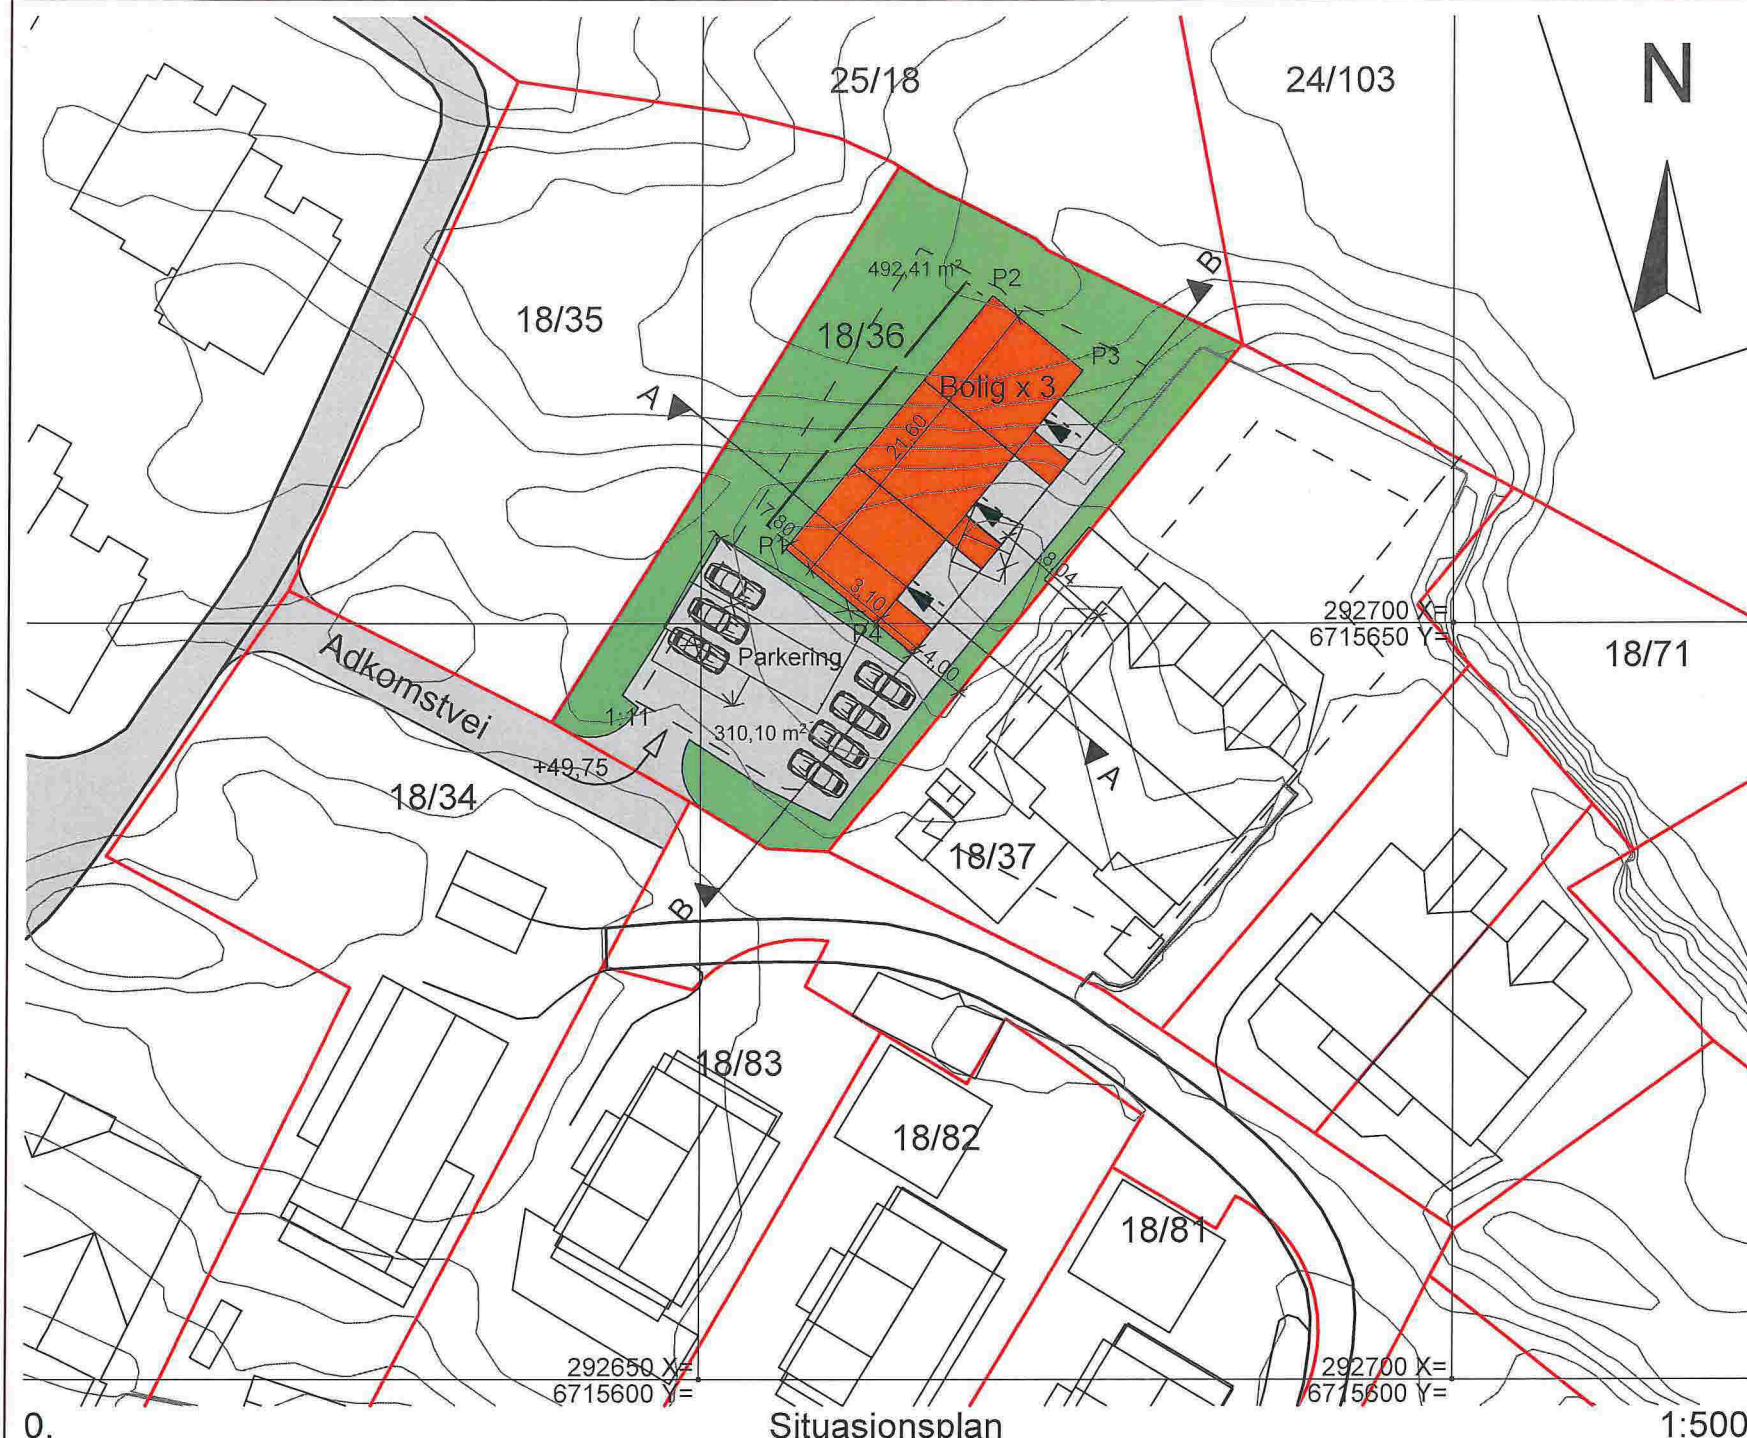 25/18
24/103
N
492,41 m²
P2
B
18/35
18/36
P3
A
Bolig x 3
21,60
17,80
P1
8,04
3,10
P4
292700 X=
6715650 Y=
18/71
Adkomstvei
Parkering
4,00
1:11
310,10 m²
+49,75
A
18/34
18/37
B
18/83
18/82
18/81
292650 X=
6715600 Y=
292700 X=
6715600 Y=
0.
Situasionsplan
1:500